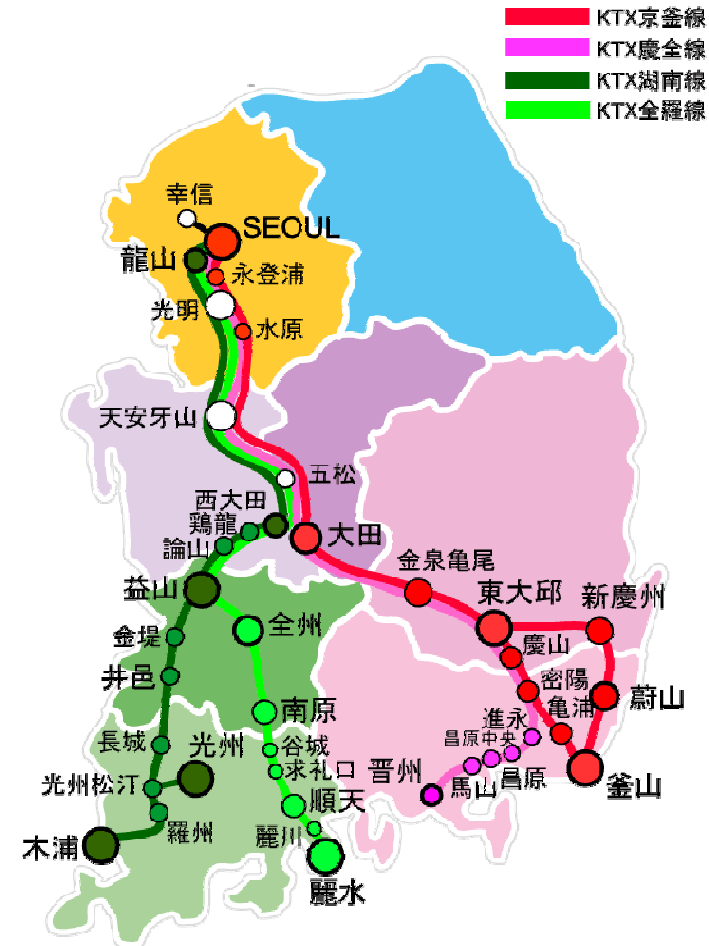 KTX京釜線
KTX慶全線
KTX湖南線
KTX全羅線
幸信
SEOUL
龍山
永登浦
光明
水原
天安牙山
五松
西大田
鶏龍
論山
大田
金泉亀尾
益山
東大邱
新慶州
全州
慶山
金堤
井邑
密陽
亀浦
蔚山
南原
進永
長城
光州
谷城
昌原中央
求礼口
晋州
馬山
昌原
釜山
光州松汀
順天
羅州
麗川
木浦
麗水